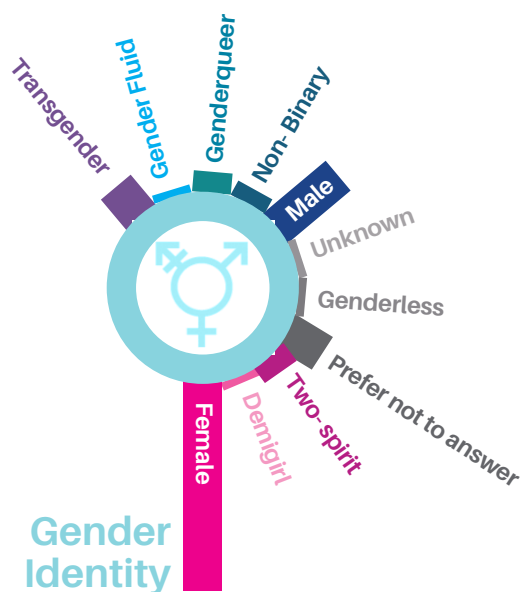 Transgender
Gender Fluid
Genderqueer
Non- Binary
Male
Unknown
Genderless
Prefer not to answer
Two- spirit
Demigirl
Female
Gender
Identity